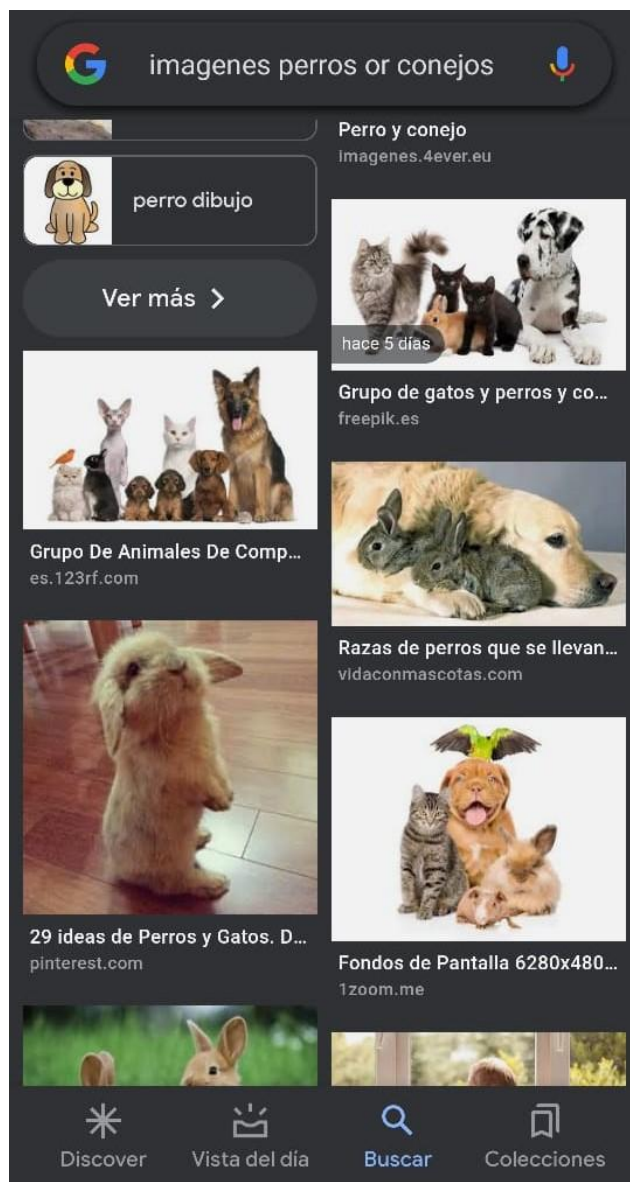 imagenes perros or conejos
perro dibujo
Ver más
Grupo De Animales De Comp...
es.123rf.com
29 ideas de Perros y Gatos. D...
pinterest.com
Perro y conejo
imagenes.4ever.eu
hace 5 días
Grupo de gatos y perros y co...
freepik.es
Razas de perros que se llevan...
vidaconmascotas.com
Fondos de Pantalla 6280x480...
1zoom.me
Discover
Vista del día
Buscar
Colecciones